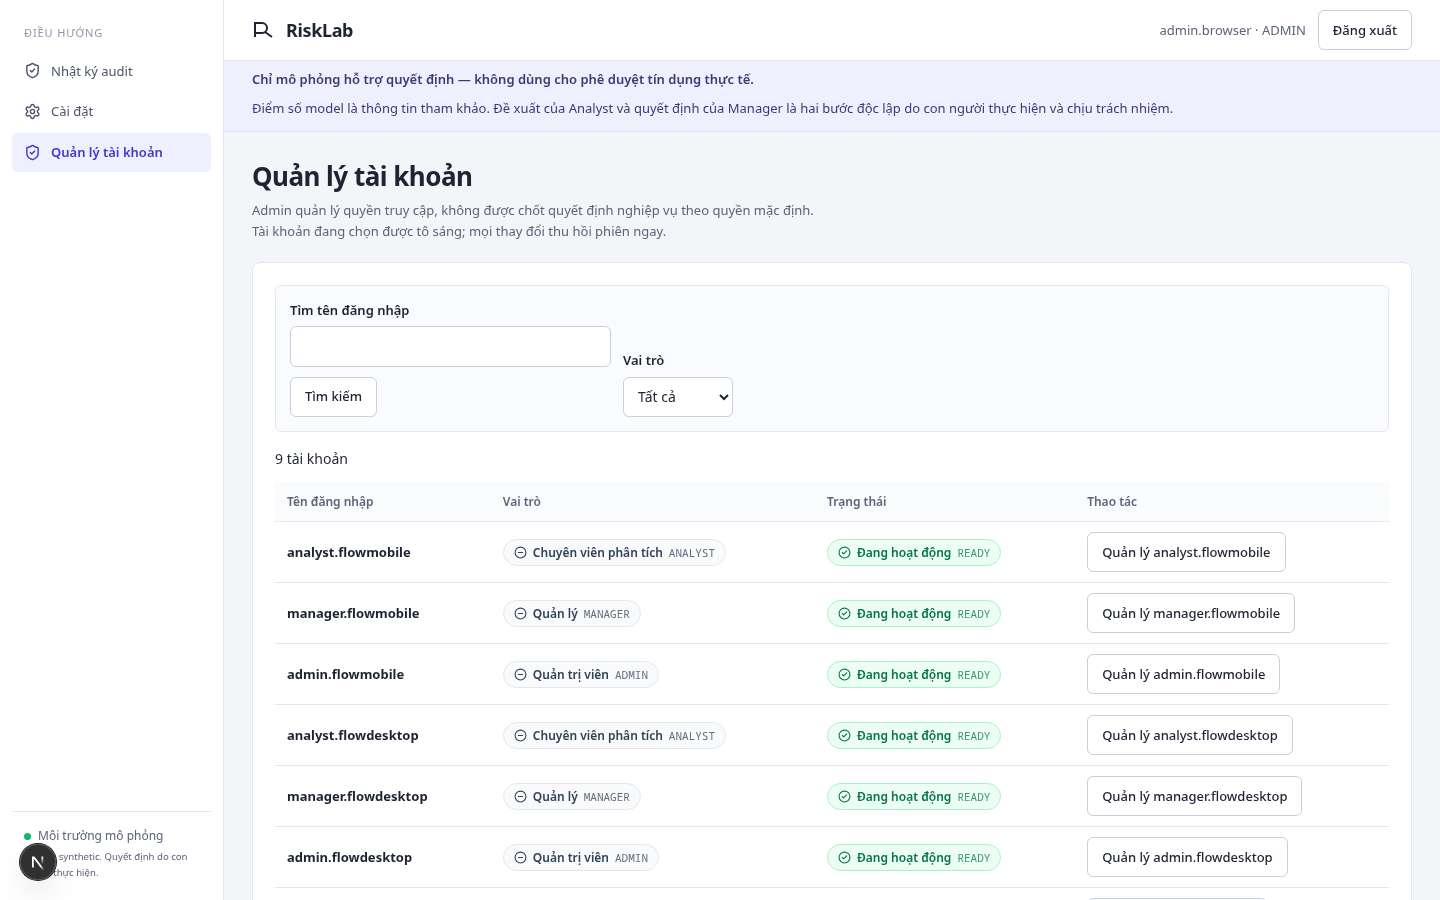 ĐIỀU HƯỚNG
Nhật ký audit
Cài đặt
Quản lý tài khoản
Môi trường mô phỏng
synthetic. Quyết định do con
thực hiện.
N
RiskLab
admin.browser · ADMIN
Đăng xuất
Chỉ mô phỏng hỗ trợ quyết định — không dùng cho phê duyệt tín dụng thực tế.
Điểm số model là thông tin tham khảo. Đề xuất của Analyst và quyết định của Manager là hai bước độc lập do con người thực hiện và chịu trách nhiệm.
Quản lý tài khoản
Admin quản lý quyền truy cập, không được chốt quyết định nghiệp vụ theo quyền mặc định.
Tài khoản đang chọn được tô sáng; mọi thay đổi thu hồi phiên ngay.
Tìm tên đăng nhập
Vai trò
Tìm kiếm
Tất cả
9 tài khoản
Tên đăng nhập Vai trò Trạng thái Thao tác
analyst.flowmobile Chuyên viên phân tích ANALYST Đang hoạt động READY Quản lý analyst.flowmobile
manager.flowmobile Quản lý MANAGER Đang hoạt động READY Quản lý manager.flowmobile
admin.flowmobile Quản trị viên ADMIN Đang hoạt động READY Quản lý admin.flowmobile
analyst.flowdesktop Chuyên viên phân tích ANALYST Đang hoạt động READY Quản lý analyst.flowdesktop
manager.flowdesktop Quản lý MANAGER Đang hoạt động READY Quản lý manager.flowdesktop
admin.flowdesktop Quản trị viên ADMIN Đang hoạt động READY Quản lý admin.flowdesktop